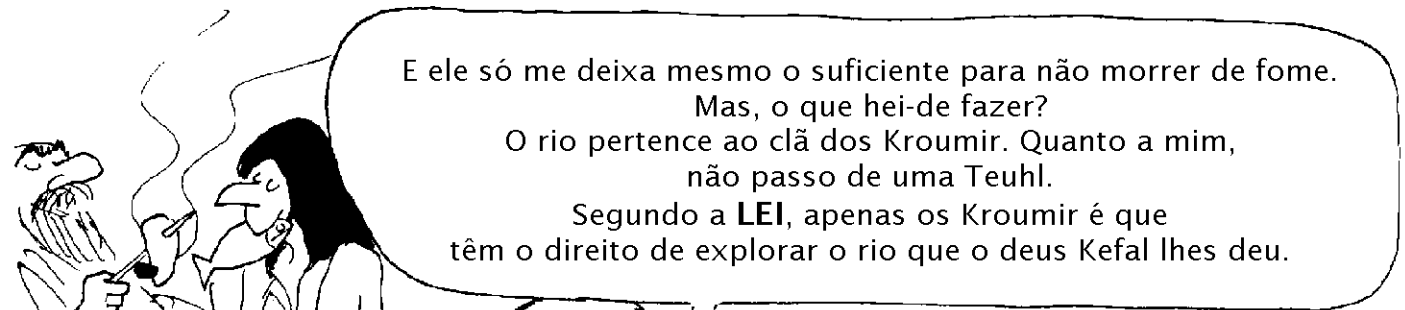 E ele só me deixa mesmo o suficiente para não morrer de fome.
Mas, o que hei-de fazer?
O rio pertence ao clã dos Kroumir. Quanto a mim,
não passo de uma Teuhl.
Segundo a LEI, apenas os Kroumir é que
têm o direito de explorar o rio que o deus Kefal lhes deu.